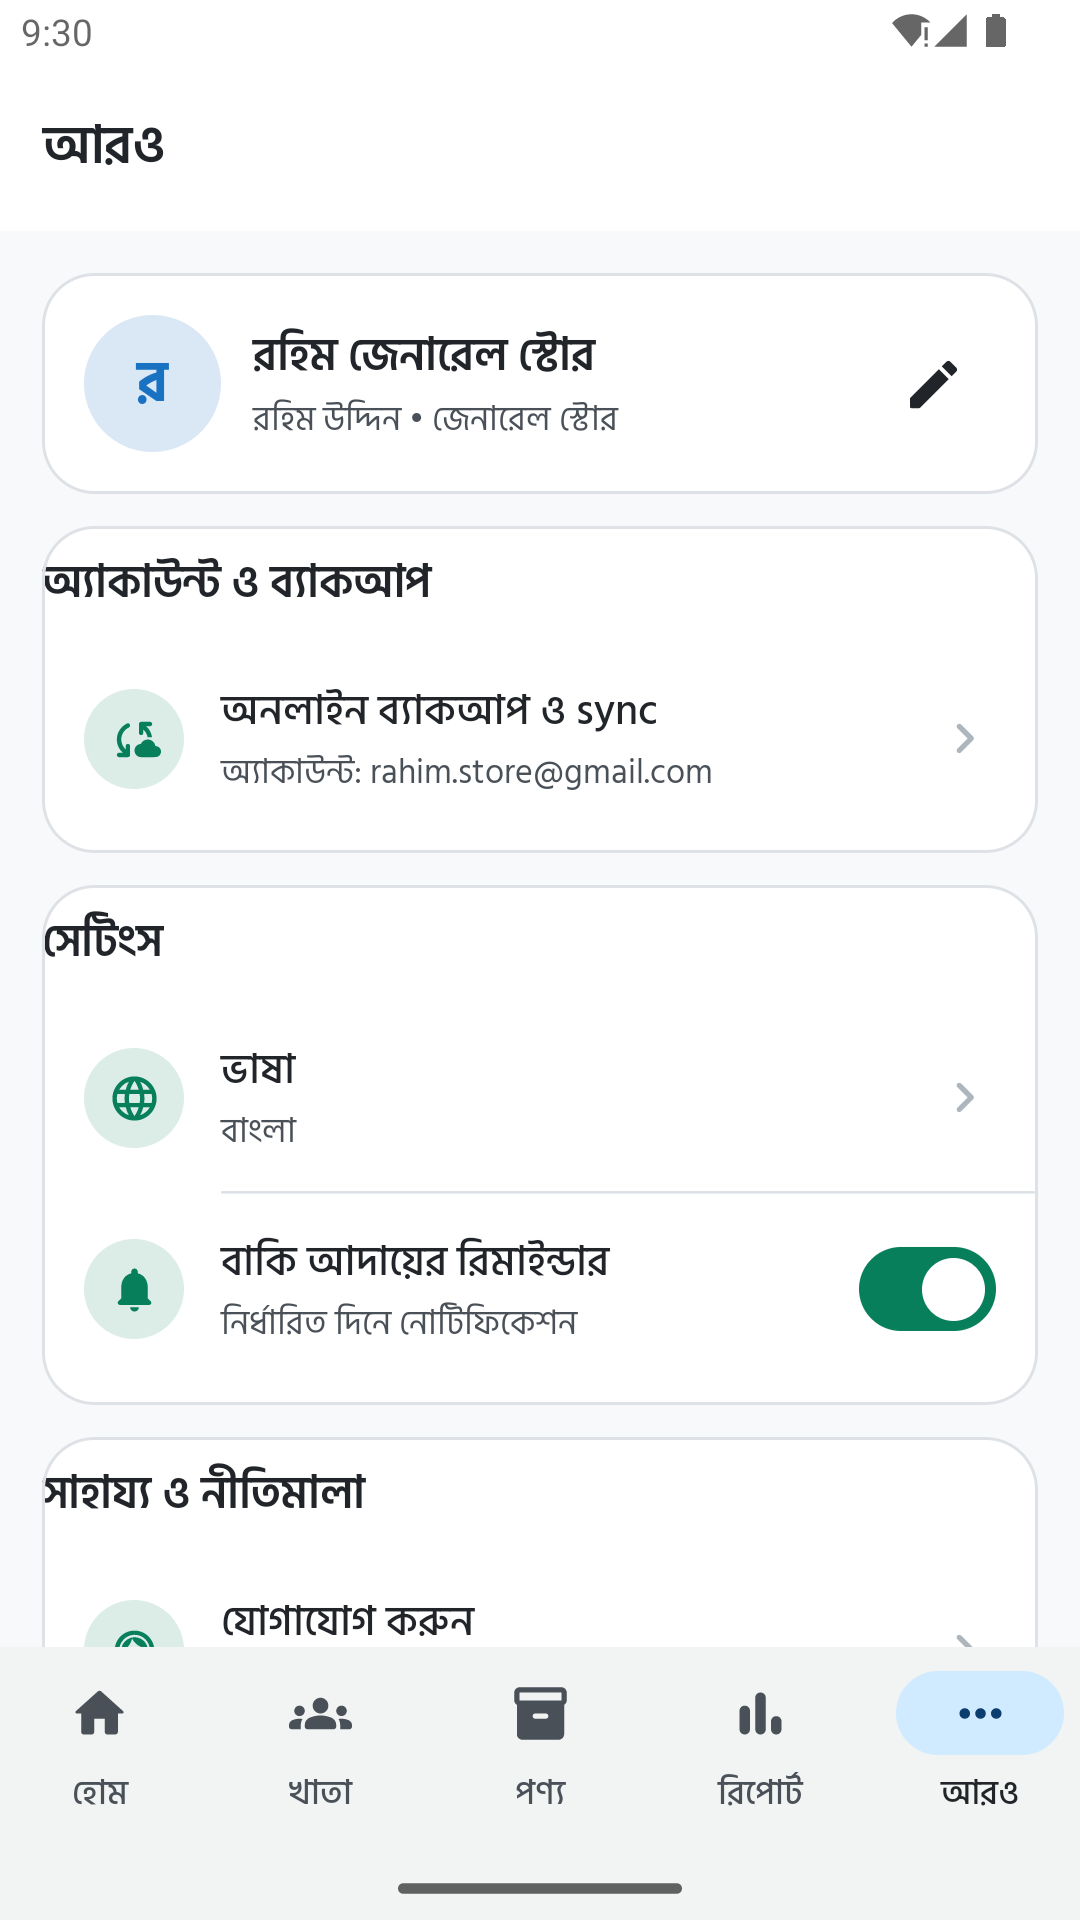 9:30
আরও
র
রহিম জেনারেল স্টোর
রহিম উদ্দিন • জেনারেল স্টোর
অ্যাকাউন্ট ও ব্যাকআপ
অনলাইন ব্যাকআপ ও sync
অ্যাকাউন্ট: rahim.store@gmail.com
সেটিংস
ভাষা
বাংলা
বাকি আদায়ের রিমাইন্ডার
নির্ধারিত দিনে নোটিফিকেশন
সাহায্য ও নীতিমালা
যোগাযোগ করুন
হোম
খাতা
পণ্য
রিপোর্ট
আরও